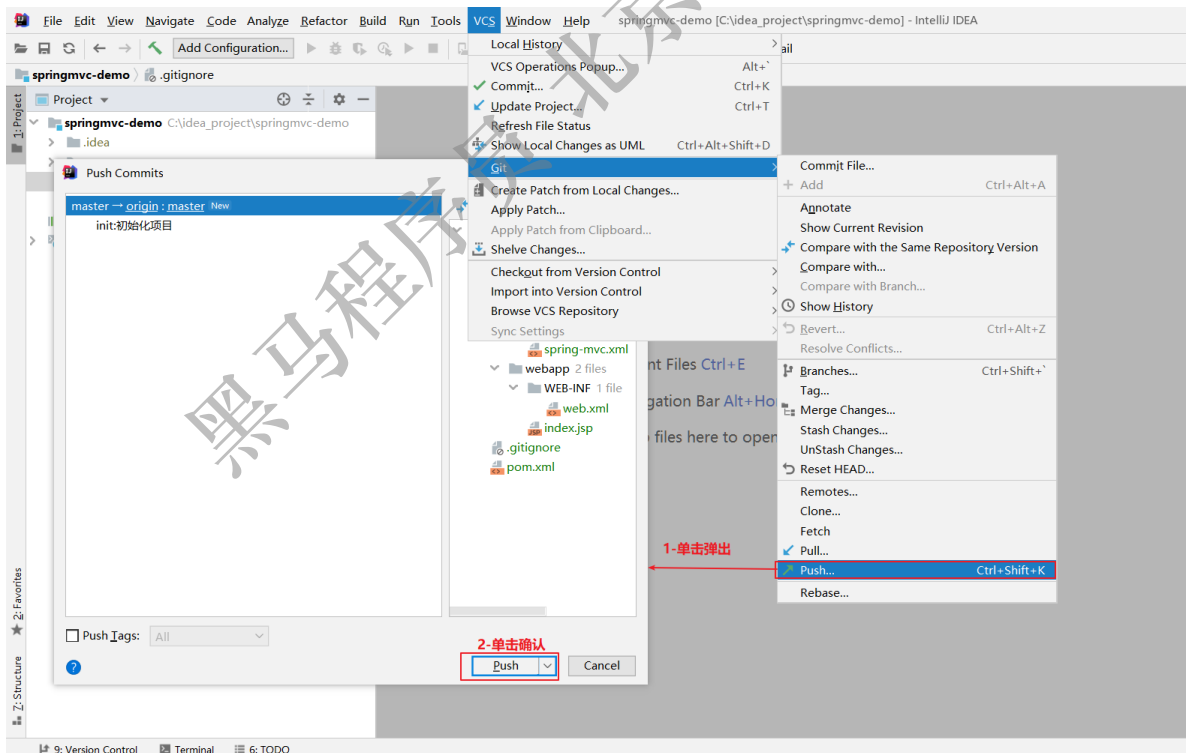 File Edit View Navigate Code Analyze Refactor Build Run Tools VCS Window Help springmvc-demo [C:\idea_project\springmvc-demo] - IntelliJ IDEA
Add Configuration...
springmvc-demo .gitignore
1: Project
Project
springmvc-demo C:\idea_project\springmvc-demo
.idea
Push Commits
master → origin : master New
init:初始化项目
Local History
VCS Operations Popup... Alt+`
Commit... Ctrl+K
Update Project... Ctrl+T
Refresh File Status
Show Local Changes as UML Ctrl+Alt+Shift+D
Git
Create Patch from Local Changes...
Apply Patch...
Apply Patch from Clipboard...
Shelve Changes...
Checkout from Version Control
Import into Version Control
Browse VCS Repository
Sync Settings
Commit File...
Add Ctrl+Alt+A
Annotate
Show Current Revision
Compare with the Same Repository Version
Compare with...
Compare with Branch...
Show History
Revert... Ctrl+Alt+Z
Resolve Conflicts...
Branches... Ctrl+Shift+`
Tag...
Merge Changes...
Stash Changes...
UnStash Changes...
Reset HEAD...
Remotes...
Clone...
Fetch
Pull...
Push... Ctrl+Shift+K
Rebase...
spring-mvc.xml
webapp 2 files
WEB-INF 1 file
web.xml
index.jsp
.gitignore
pom.xml
nt Files Ctrl+E
gation Bar Alt+Ho
files here to open
1-单击弹出
Push Tags: All
2-单击确认
Push Cancel
2: Favorites
Z: Structure
9: Version Control Terminal 6: TODO
黑马程序员 北京